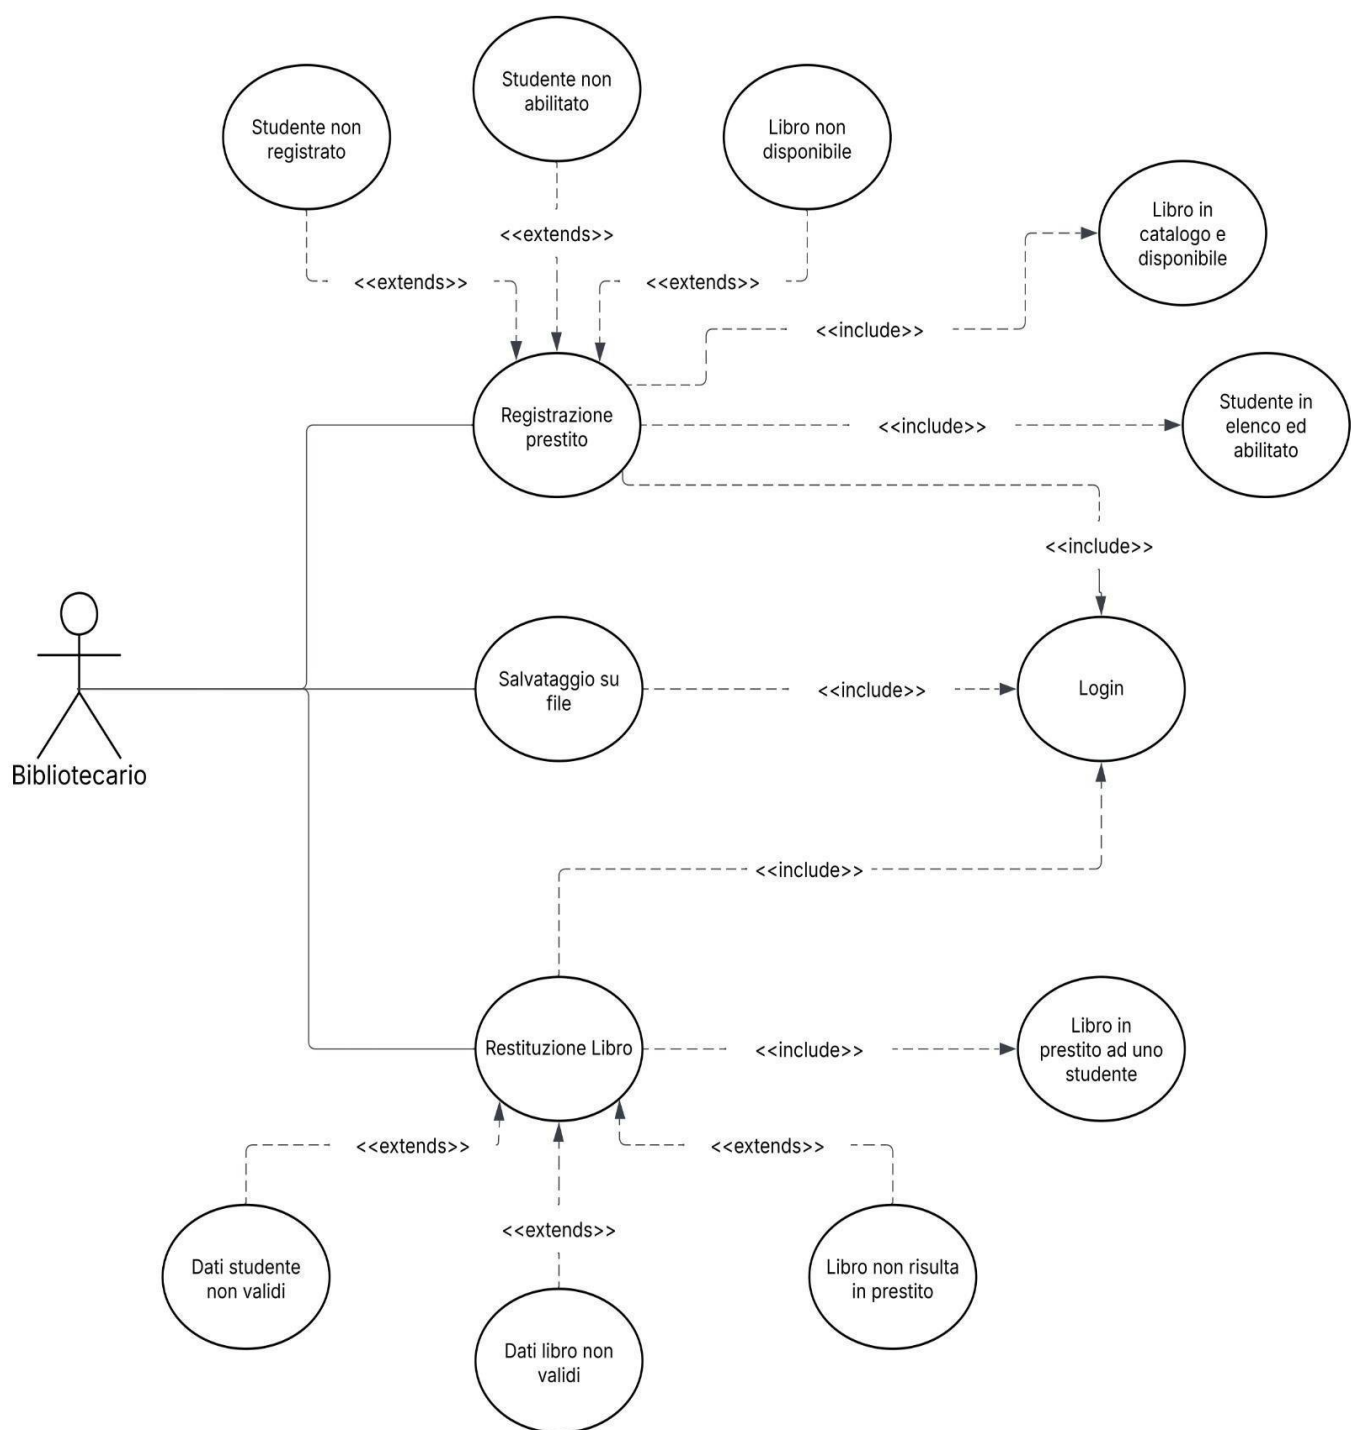 Studente non
abilitato
Studente non
registrato
Libro non
disponibile
Libro in
catalogo e
disponibile
<<extends>>
<<extends>>
<<extends>>
<<include>>
Registrazione
prestito
<<include>>
Studente in
elenco ed
abilitato
<<include>>
Salvataggio su
file
<<include>>
Login
Bibliotecario
<<include>>
Restituzione Libro
<<include>>
Libro in
prestito ad uno
studente
<<extends>>
<<extends>>
<<extends>>
Dati studente
non validi
Libro non risulta
in prestito
Dati libro non
validi